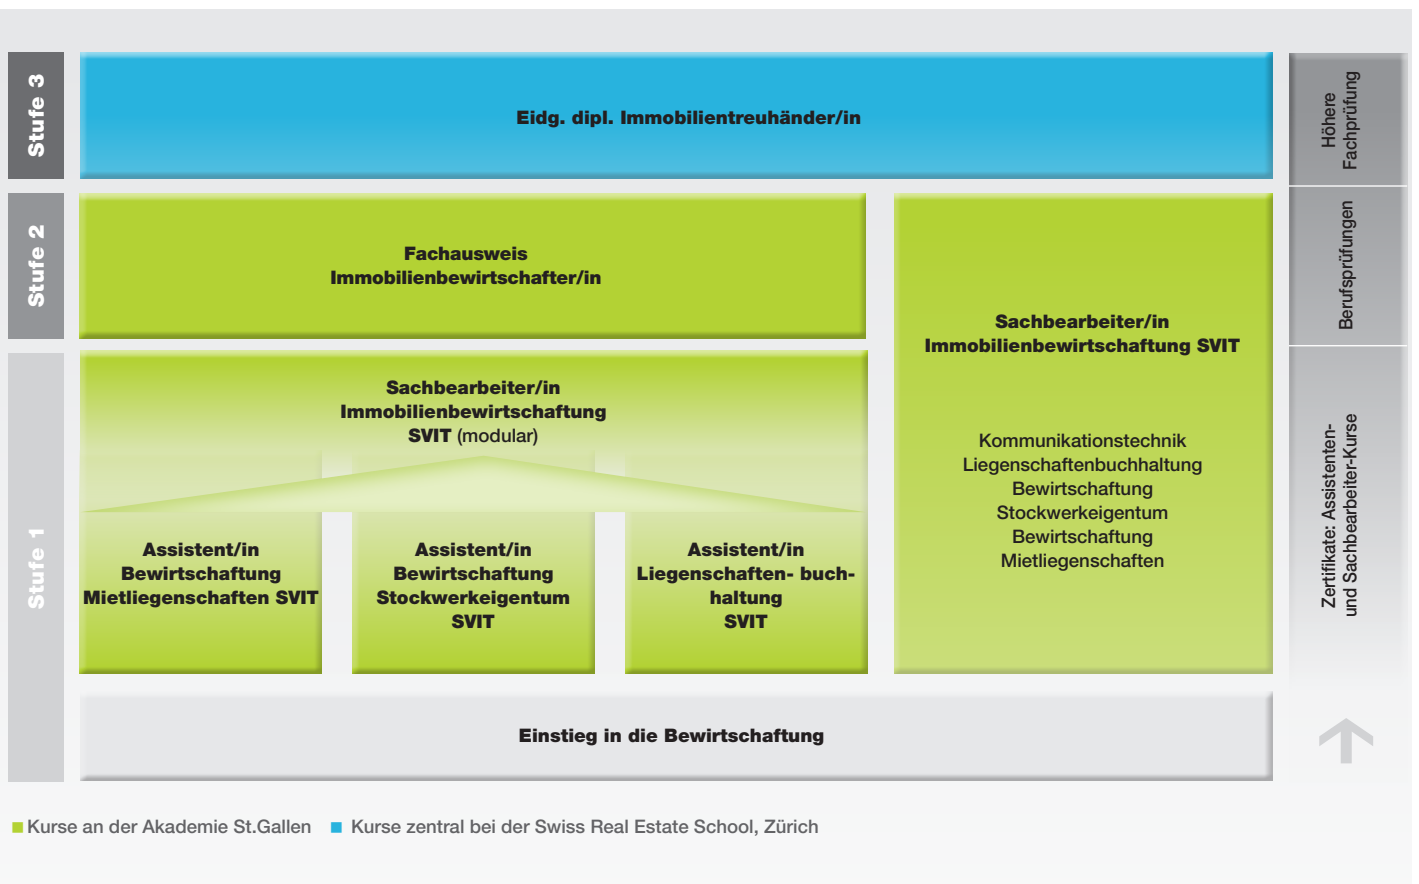 Stufe 3
Eidg. dipl. Immobilientreuhänder/in
Höhere
Fachprüfung
Stufe 2
Fachausweis
Immobilienbewirtschafter/in
Berufsprüfungen
Stufe 1
Sachbearbeiter/in
Immobilienbewirtschaftung
SVIT (modular)
Assistent/in
Bewirtschaftung
Mietliegenschaften SVIT
Assistent/in
Bewirtschaftung
Stockwerkeigentum
SVIT
Assistent/in
Liegenschaften- buch-
haltung
SVIT
Sachbearbeiter/in
Immobilienbewirtschaftung SVIT
Kommunikationstechnik
Liegenschaftenbuchhaltung
Bewirtschaftung
Stockwerkeigentum
Bewirtschaftung
Mietliegenschaften
Zertifikate: Assistenten-
und Sachbearbeiter-Kurse
Einstieg in die Bewirtschaftung
Kurse an der Akademie St.Gallen
Kurse zentral bei der Swiss Real Estate School, Zürich